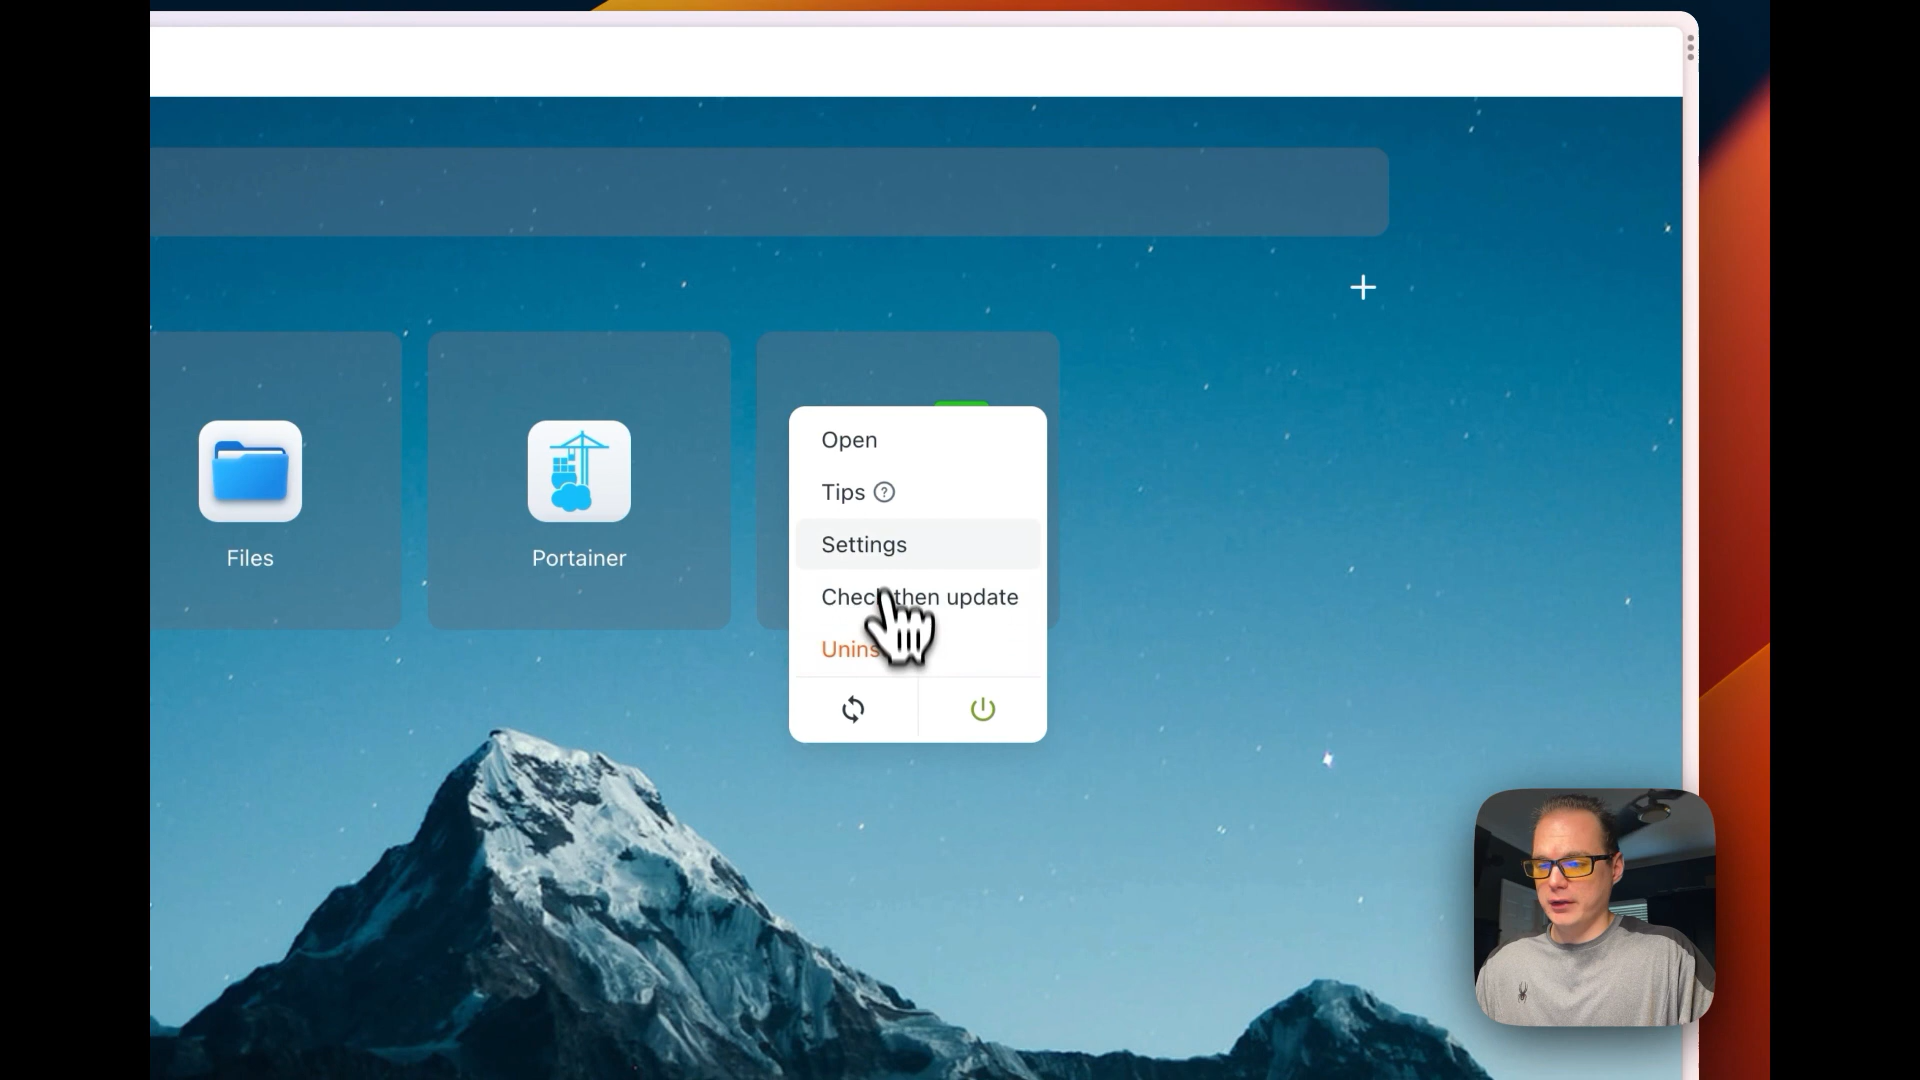 Open
Tips
Settings
then update
Files
Portainer